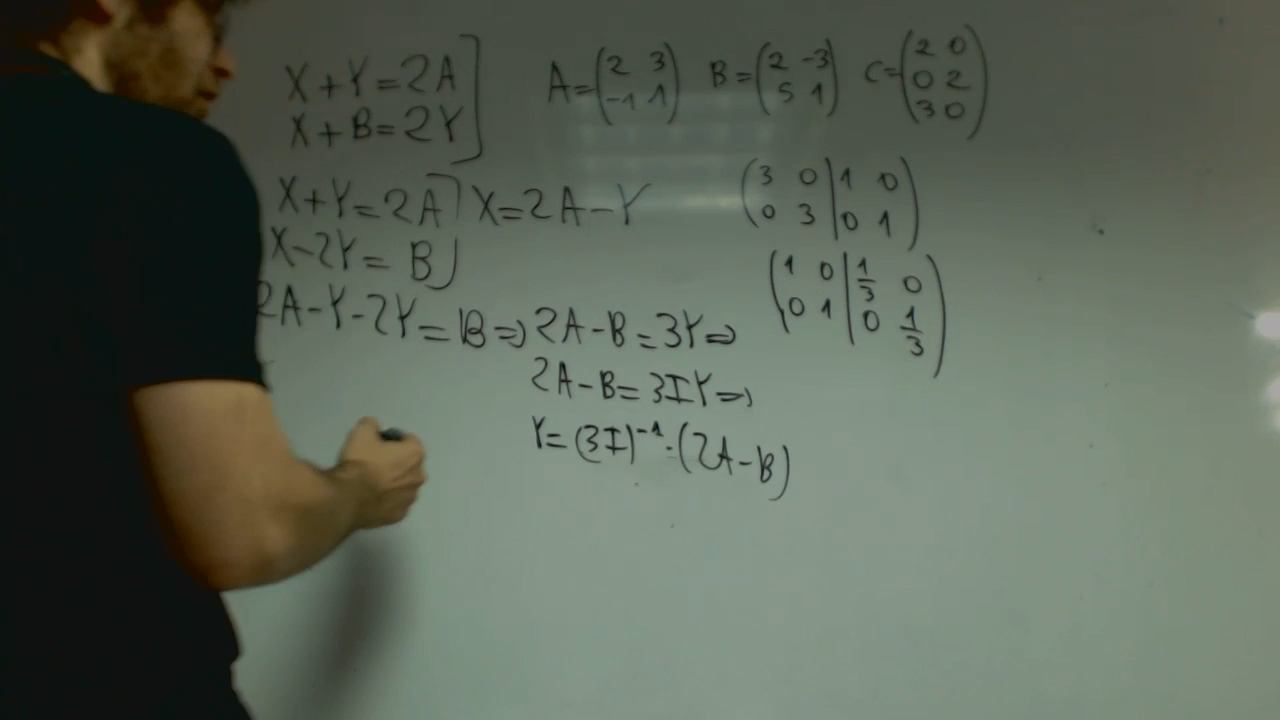 X+Y=2A]
X+B=2Y]
A=(2 3
-1 1)
B=(2 -3
5 1)
C=(2 0
0 2
3 0)
X+Y=2A] X=2A-Y
X-2Y= B]
2A-Y-2Y=B⇒2A-B=3Y⇒
2A-B=3IY⇒
Y=(3I)⁻¹·(2A-B)
(3 0|1 0
0 3|0 1)
(1 0|1/3 0
0 1|0 1/3)